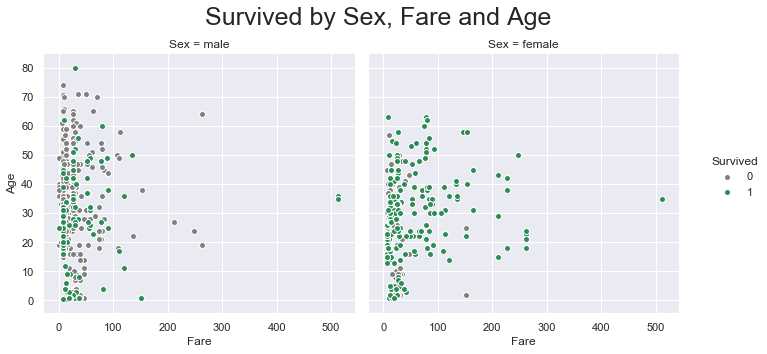 Survived by Sex, Fare and Age
Sex = male
Sex = female
80
70
60
50
40
30
20
10
0
Age
0 100 200 300 400 500
0 100 200 300 400 500
Fare
Fare
Survived
0
1